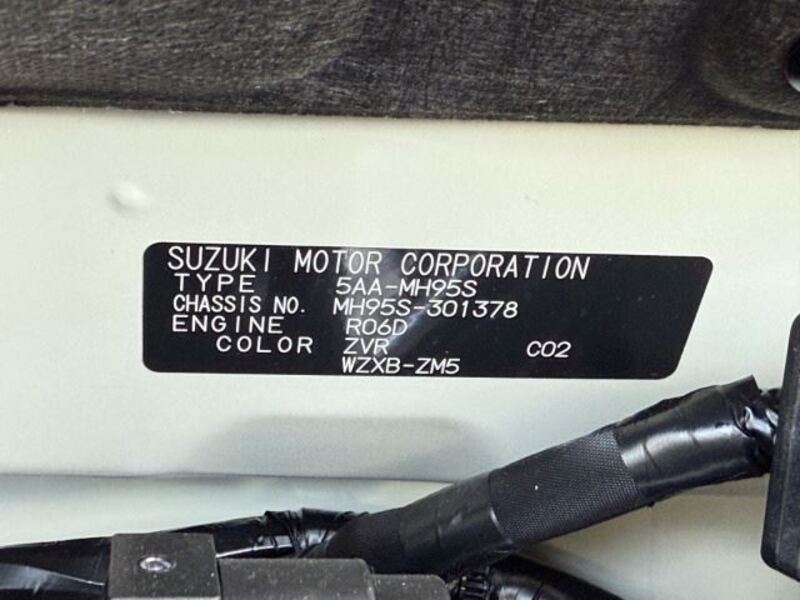 SUZUKI MOTOR CORPORATION
TYPE 5AA-MH95S
CHASSIS NO. MH95S-301378
ENGINE R06D
COLOR ZVR C02
WZXB-ZM5